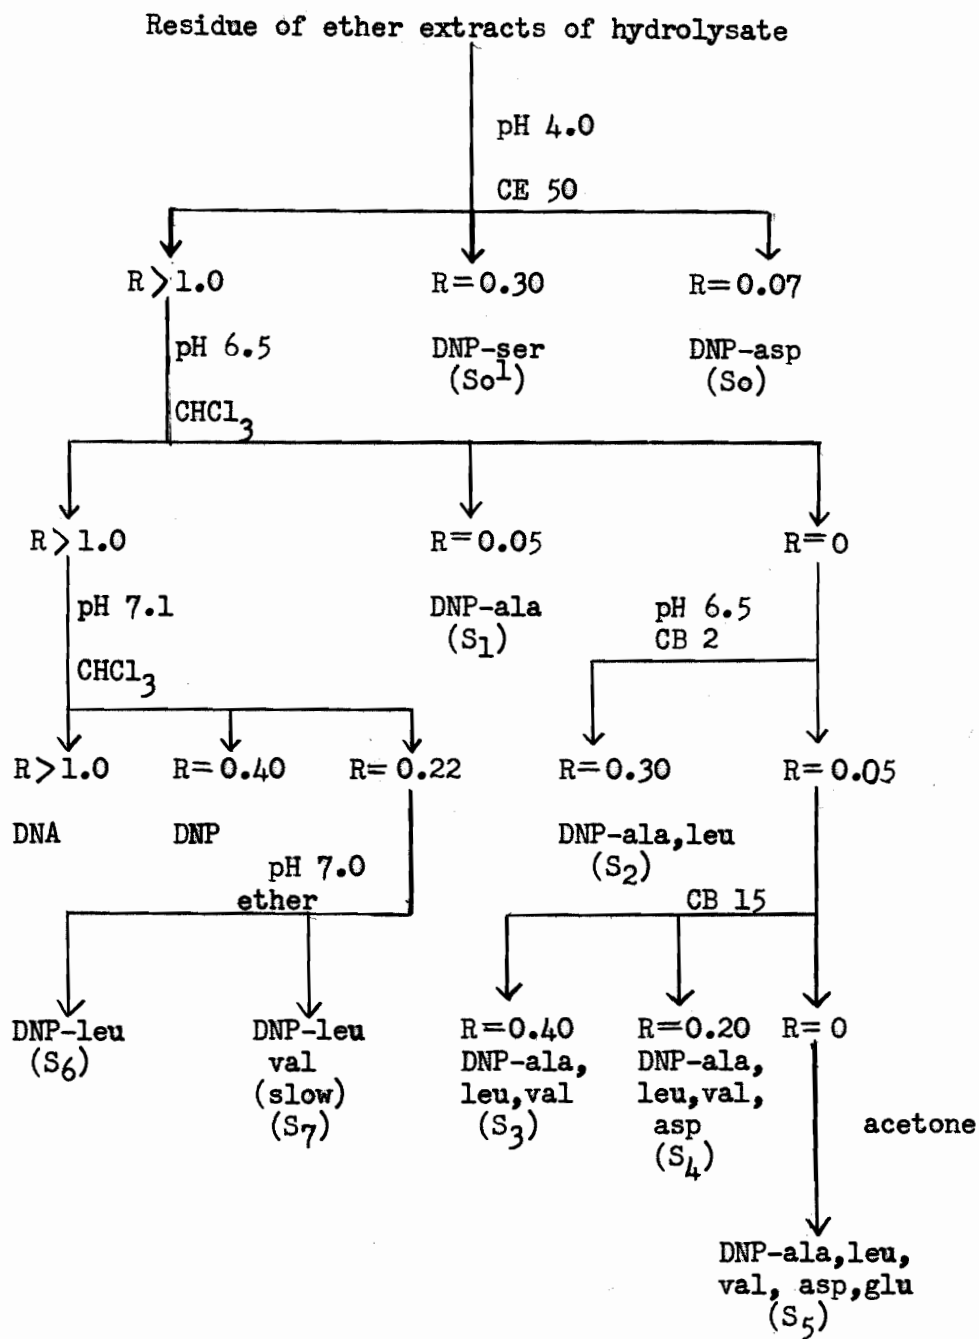 Residue of ether extracts of hydrolysate
pH 4.0
CE 50
R>1.0 R=0.30 R=0.07
pH 6.5
DNP-ser DNP-asp
(So1) (So)
CHCl3
R>1.0 R=0.05 R=0
pH 7.1 DNP-ala pH 6.5
(S1) CB 2
CHCl3
R>1.0 R=0.40 R=0.22 R=0.30 R=0.05
DNA DNP DNP-ala,leu
pH 7.0 (S2)
ether CB 15
DNP-leu DNP-leu R=0.40 R=0.20 R=0
(S6) val DNP-ala, DNP-ala,
(slow) leu,val leu,val,
(S7) (S3) asp acetone
(S4)
DNP-ala,leu,
val, asp,glu
(S5)